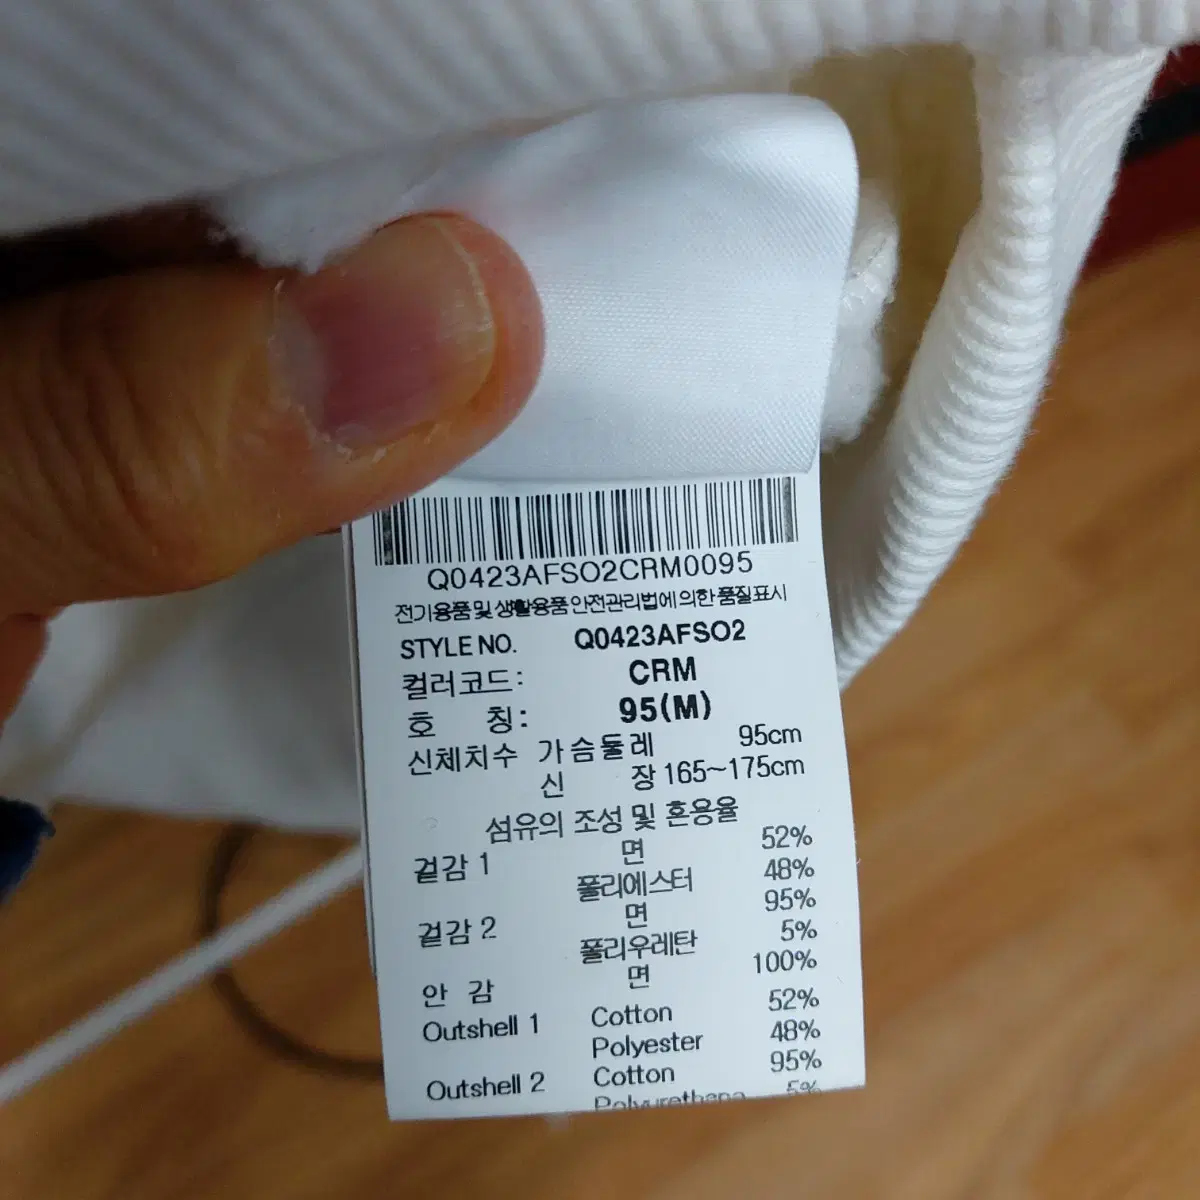 Q0423AFSO2CRM0095
전기용품 및 생활용품 안전관리법에 의한 품질표시
STYLE NO. Q0423AFSO2
컬러코드: CRM
호 칭: 95(M)
신체치수 가슴둘레 95cm
신 장 165~175cm
섬유의 조성 및 혼용율
겉감 1 면 52%
폴리에스터 48%
겉감 2 면 95%
폴리우레탄 5%
안 감 면 100%
Outshell 1 Cotton 52%
Polyester 48%
Outshell 2 Cotton 95%
Polyurethane 5%